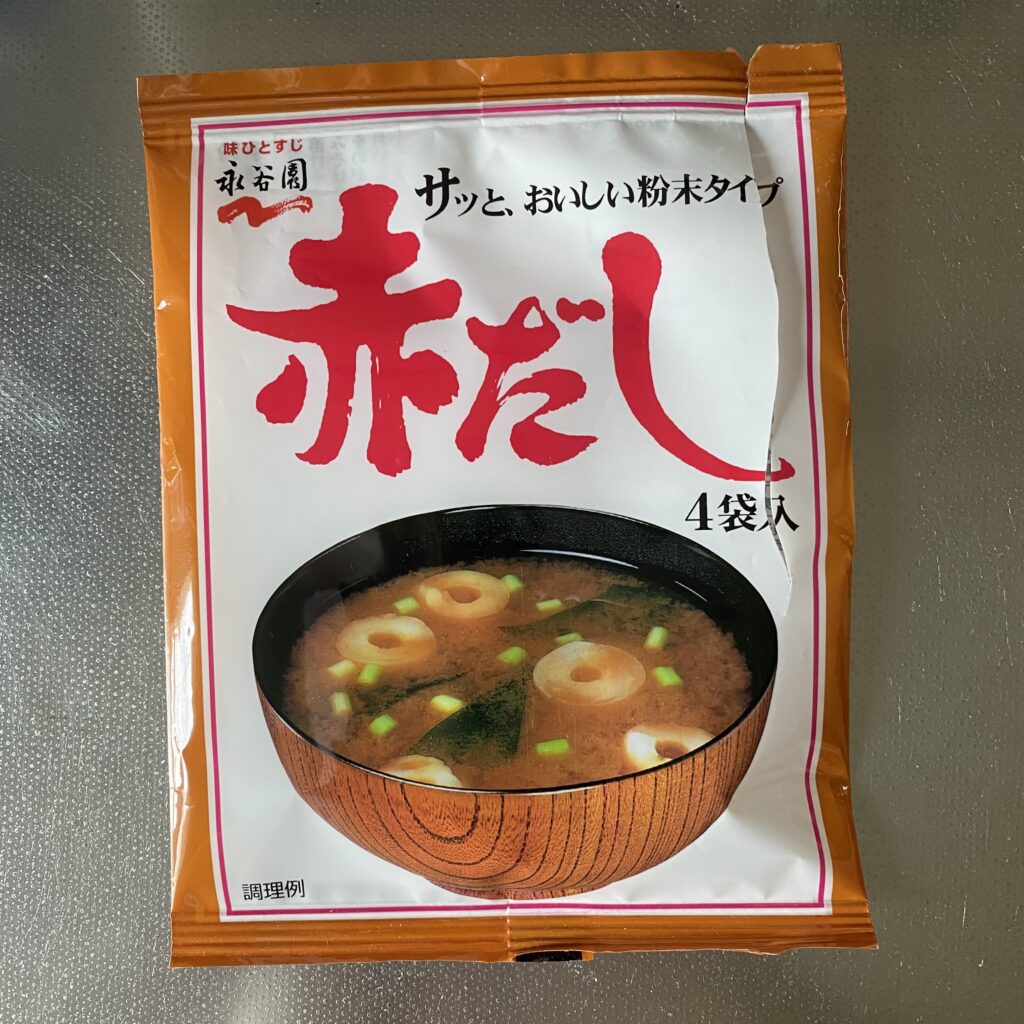 味ひとすじ
永谷園
サッと、おいしい粉末タイプ
赤だし
4袋入
調理例